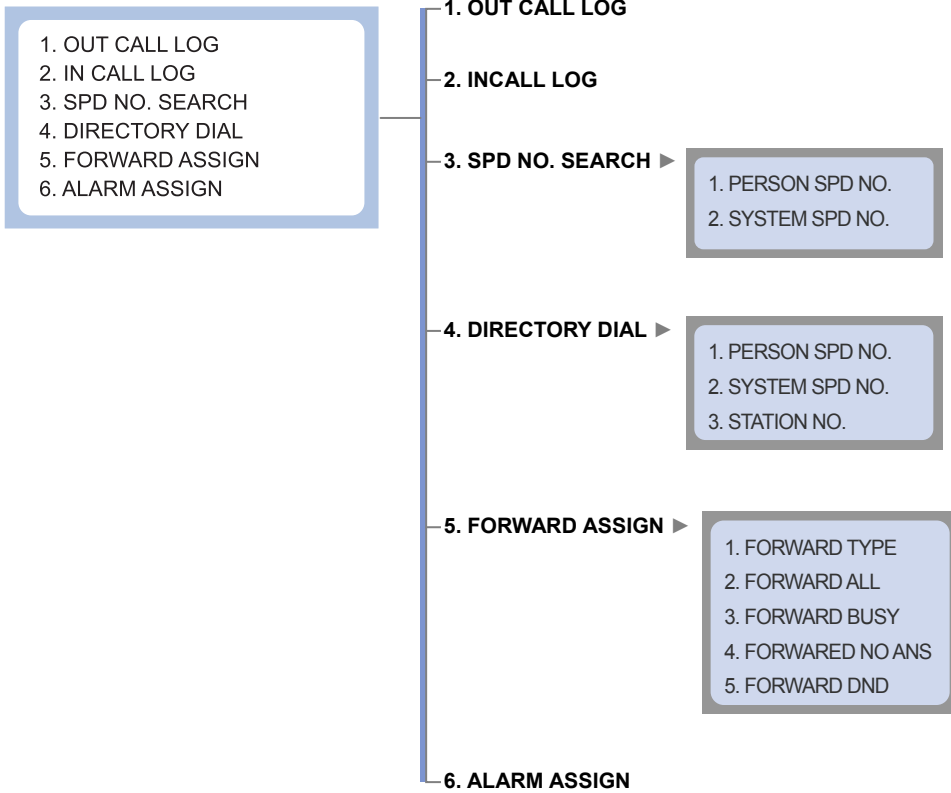 1. OUT CALL LOG
2. IN CALL LOG
3. SPD NO. SEARCH
4. DIRECTORY DIAL
5. FORWARD ASSIGN
6. ALARM ASSIGN
1. OUT CALL LOG
2. INCALL LOG
3. SPD NO. SEARCH ►
1. PERSON SPD NO.
2. SYSTEM SPD NO.
4. DIRECTORY DIAL ►
1. PERSON SPD NO.
2. SYSTEM SPD NO.
3. STATION NO.
5. FORWARD ASSIGN ►
1. FORWARD TYPE
2. FORWARD ALL
3. FORWARD BUSY
4. FORWARED NO ANS
5. FORWARD DND
6. ALARM ASSIGN